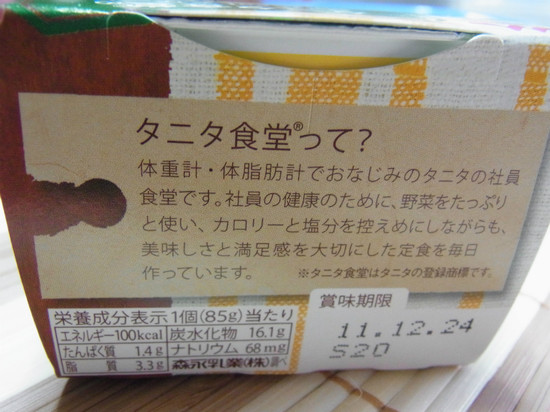 タニタ食堂®って?
体重計・体脂肪計でおなじみのタニタの社員
食堂です。社員の健康のために、野菜をたっぷり
と使い、カロリーと塩分を控えめにしながらも、
美味しさと満足感を大切にした定食を毎日
作っています。 ※タニタ食堂はタニタの登録商標です。
栄養成分表示1個(85g)当たり
エネルギー100kcal 炭水化物 16.1g
たんぱく質 1.4g ナトリウム 68mg
脂質 3.3g 森永乳業(株)調べ
賞味期限
11.12.24
S20